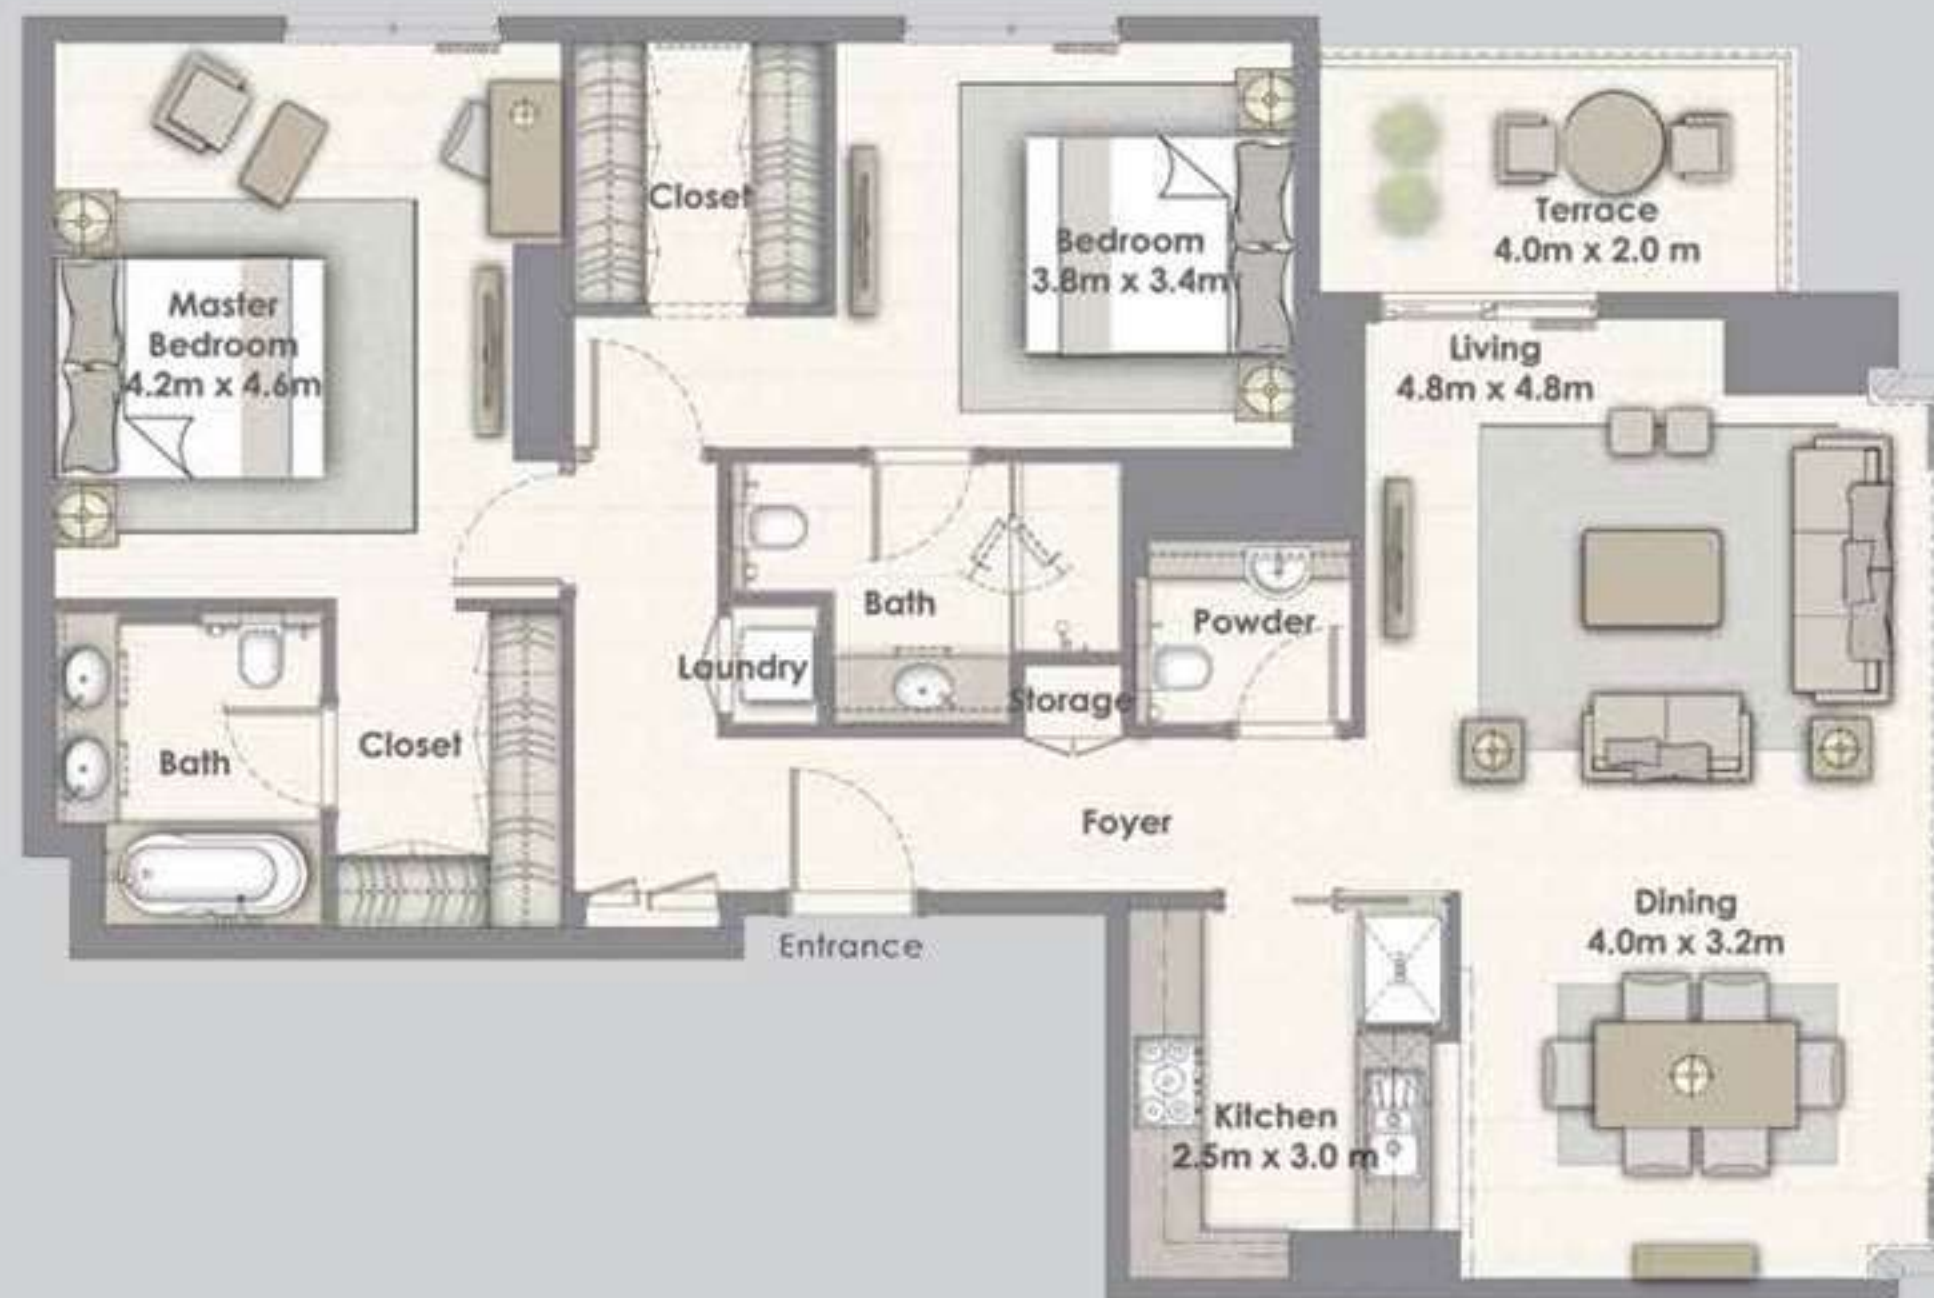 Closet
Bedroom
3.8m x 3.4m
Terrace
4.0m x 2.0 m
Master
Bedroom
4.2m x 4.6m
Living
4.8m x 4.8m
Bath
Powder
Laundry
Storage
Bath
Closet
Foyer
Entrance
Dining
4.0m x 3.2m
Kitchen
2.5m x 3.0 m